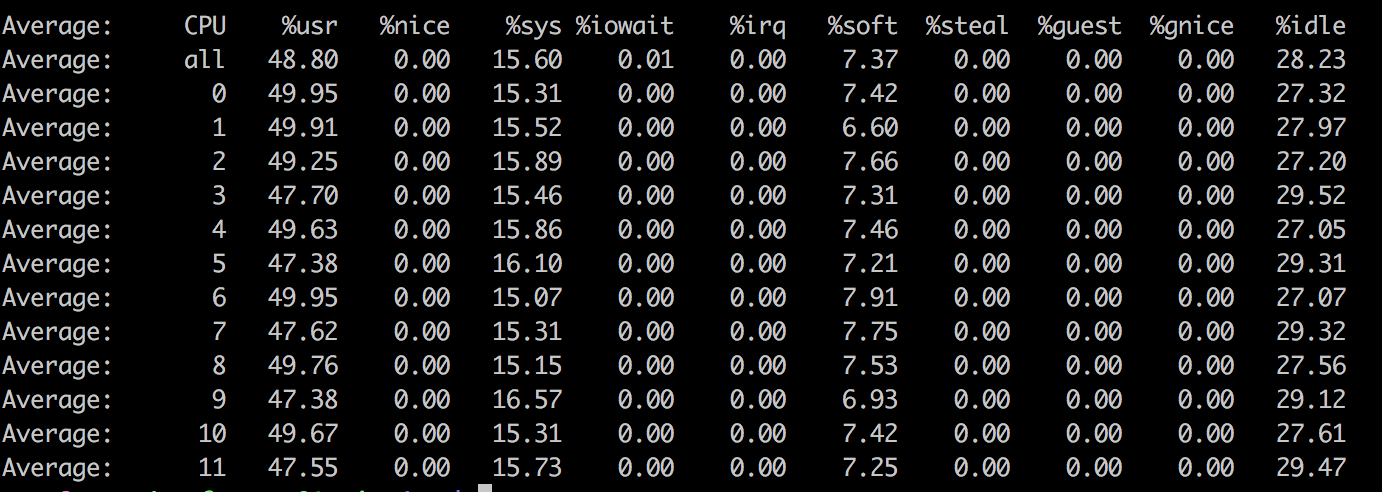 Average: CPU %usr %nice %sys %iowait %irq %soft %steal %guest %gnice %idle
Average: all 48.80 0.00 15.60 0.01 0.00 7.37 0.00 0.00 0.00 28.23
Average: 0 49.95 0.00 15.31 0.00 0.00 7.42 0.00 0.00 0.00 27.32
Average: 1 49.91 0.00 15.52 0.00 0.00 6.60 0.00 0.00 0.00 27.97
Average: 2 49.25 0.00 15.89 0.00 0.00 7.66 0.00 0.00 0.00 27.20
Average: 3 47.70 0.00 15.46 0.00 0.00 7.31 0.00 0.00 0.00 29.52
Average: 4 49.63 0.00 15.86 0.00 0.00 7.46 0.00 0.00 0.00 27.05
Average: 5 47.38 0.00 16.10 0.00 0.00 7.21 0.00 0.00 0.00 29.31
Average: 6 49.95 0.00 15.07 0.00 0.00 7.91 0.00 0.00 0.00 27.07
Average: 7 47.62 0.00 15.31 0.00 0.00 7.75 0.00 0.00 0.00 29.32
Average: 8 49.76 0.00 15.15 0.00 0.00 7.53 0.00 0.00 0.00 27.56
Average: 9 47.38 0.00 16.57 0.00 0.00 6.93 0.00 0.00 0.00 29.12
Average: 10 49.67 0.00 15.31 0.00 0.00 7.42 0.00 0.00 0.00 27.61
Average: 11 47.55 0.00 15.73 0.00 0.00 7.25 0.00 0.00 0.00 29.47